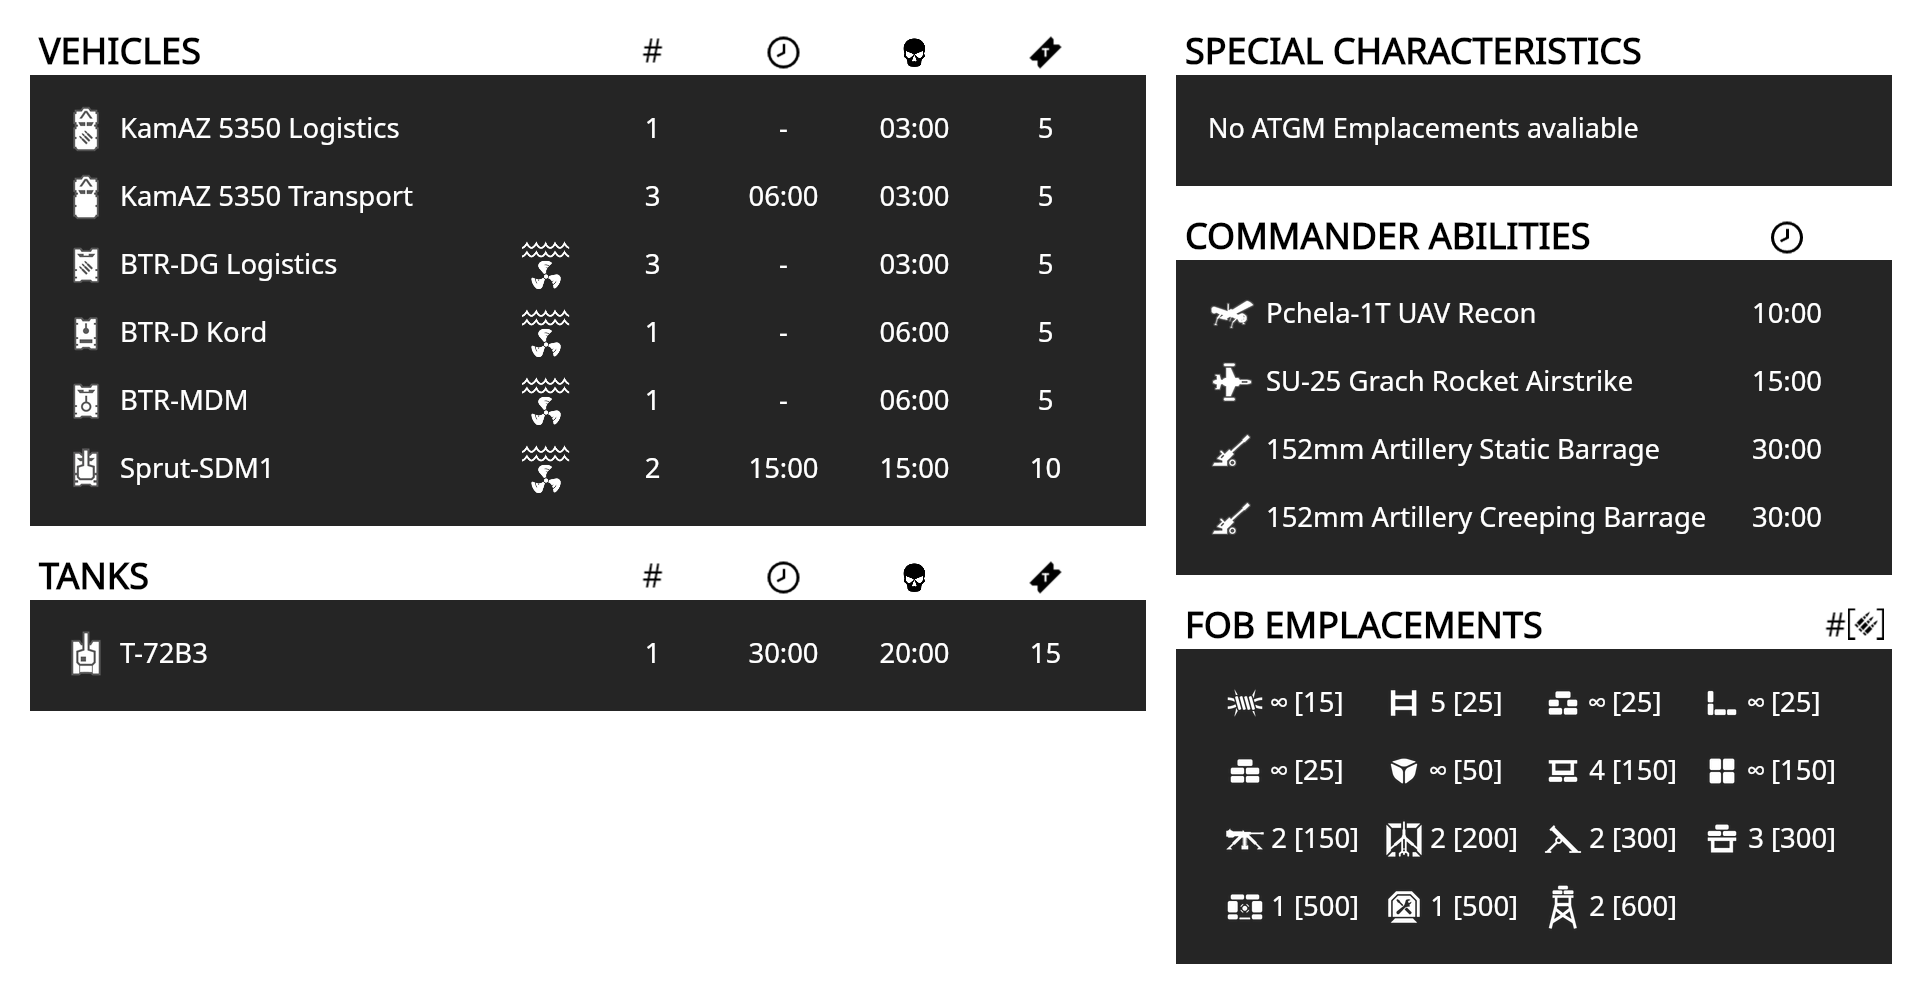 VEHICLES #
KamAZ 5350 Logistics 1 - 03:00 5
KamAZ 5350 Transport 3 06:00 03:00 5
BTR-DG Logistics 3 - 03:00 5
BTR-D Kord 1 - 06:00 5
BTR-MDM 1 - 06:00 5
Sprut-SDM1 2 15:00 15:00 10
TANKS #
T-72B3 1 30:00 20:00 15
SPECIAL CHARACTERISTICS
No ATGM Emplacements avaliable
COMMANDER ABILITIES
Pchela-1T UAV Recon 10:00
SU-25 Grach Rocket Airstrike 15:00
152mm Artillery Static Barrage 30:00
152mm Artillery Creeping Barrage 30:00
FOB EMPLACEMENTS #[ ]
∞ [15] 5 [25] ∞ [25] ∞ [25]
∞ [25] ∞ [50] 4 [150] ∞ [150]
2 [150] 2 [200] 2 [300] 3 [300]
1 [500] 1 [500] 2 [600]